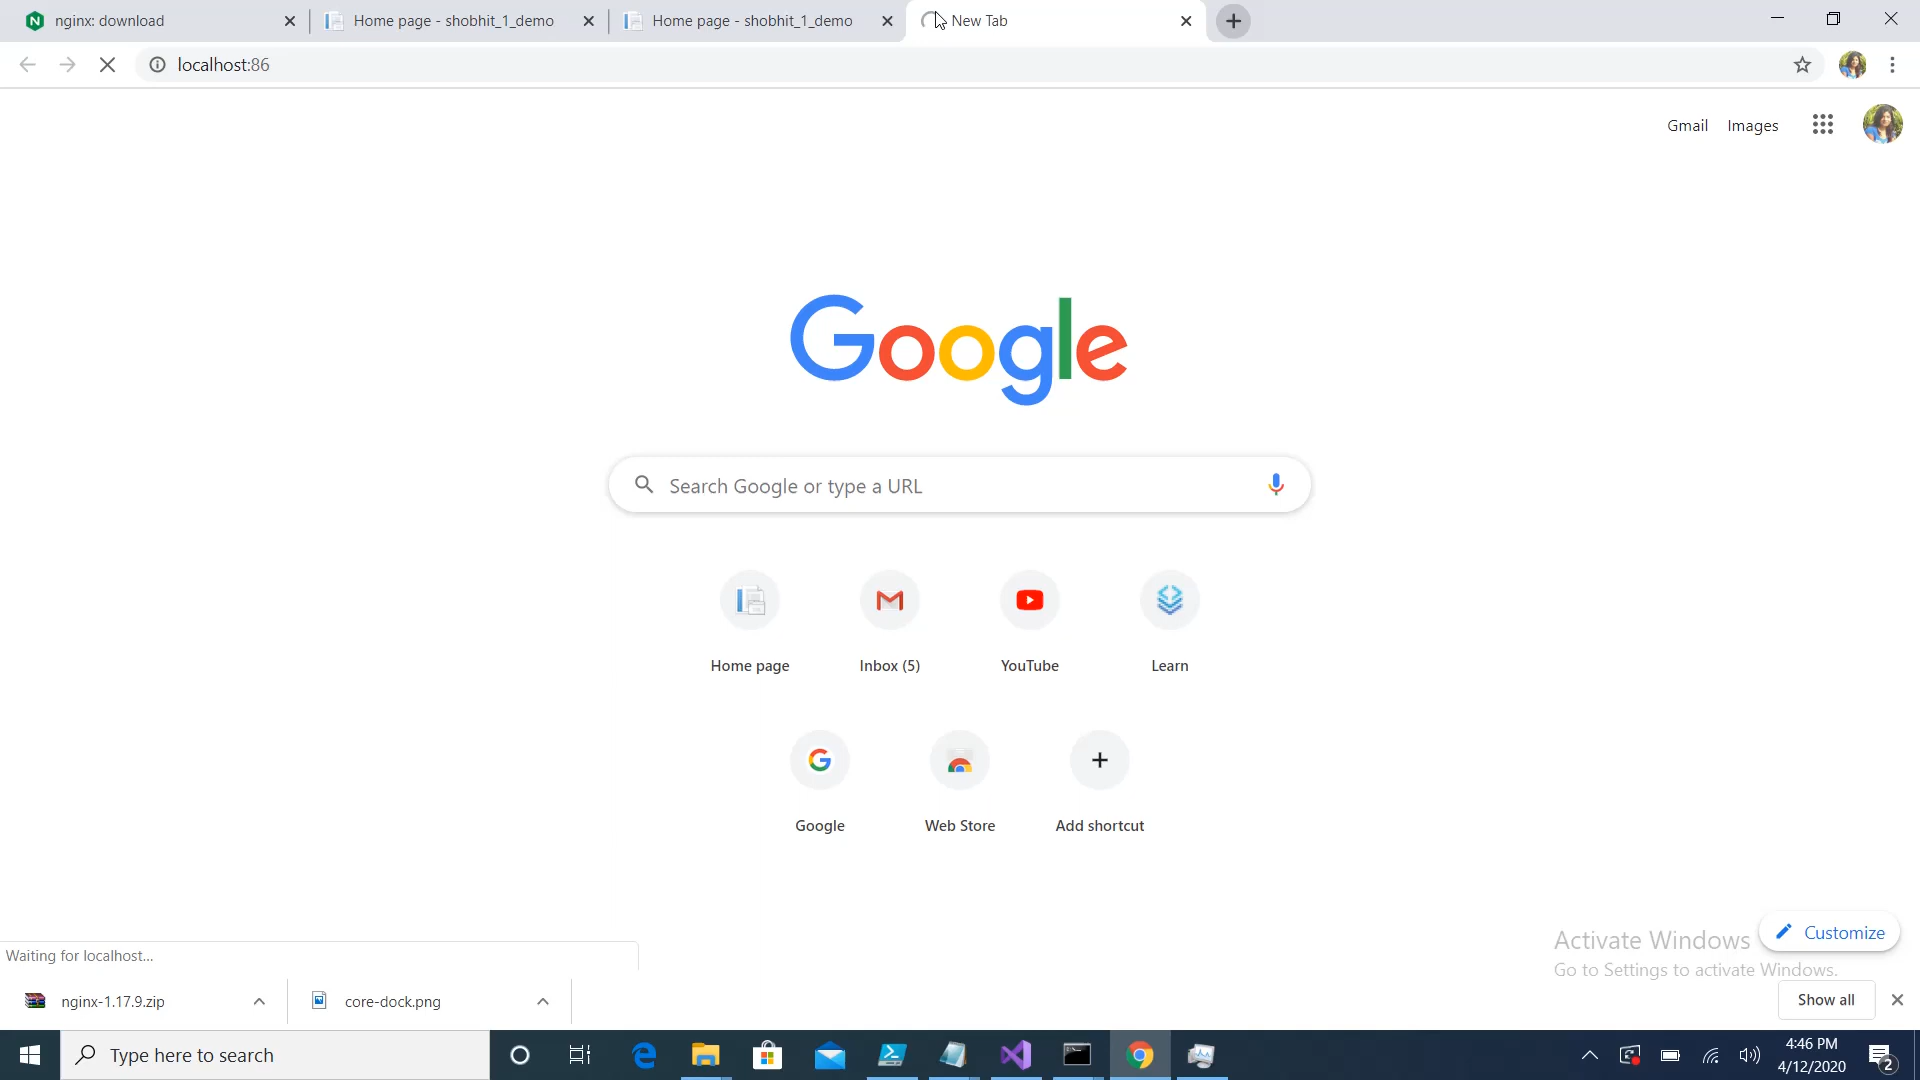 nginx: download
Home page - shobhit_1_demo
Home page - shobhit_1_demo
New Tab
localhost:86
Gmail
Images
Google
Search Google or type a URL
Home page
Inbox (5)
YouTube
Learn
Google
Web Store
Add shortcut
Activate Windows
Go to Settings to activate Windows.
Customize
Waiting for localhost...
nginx-1.17.9.zip
core-dock.png
Show all
Type here to search
4:46 PM
4/12/2020
2